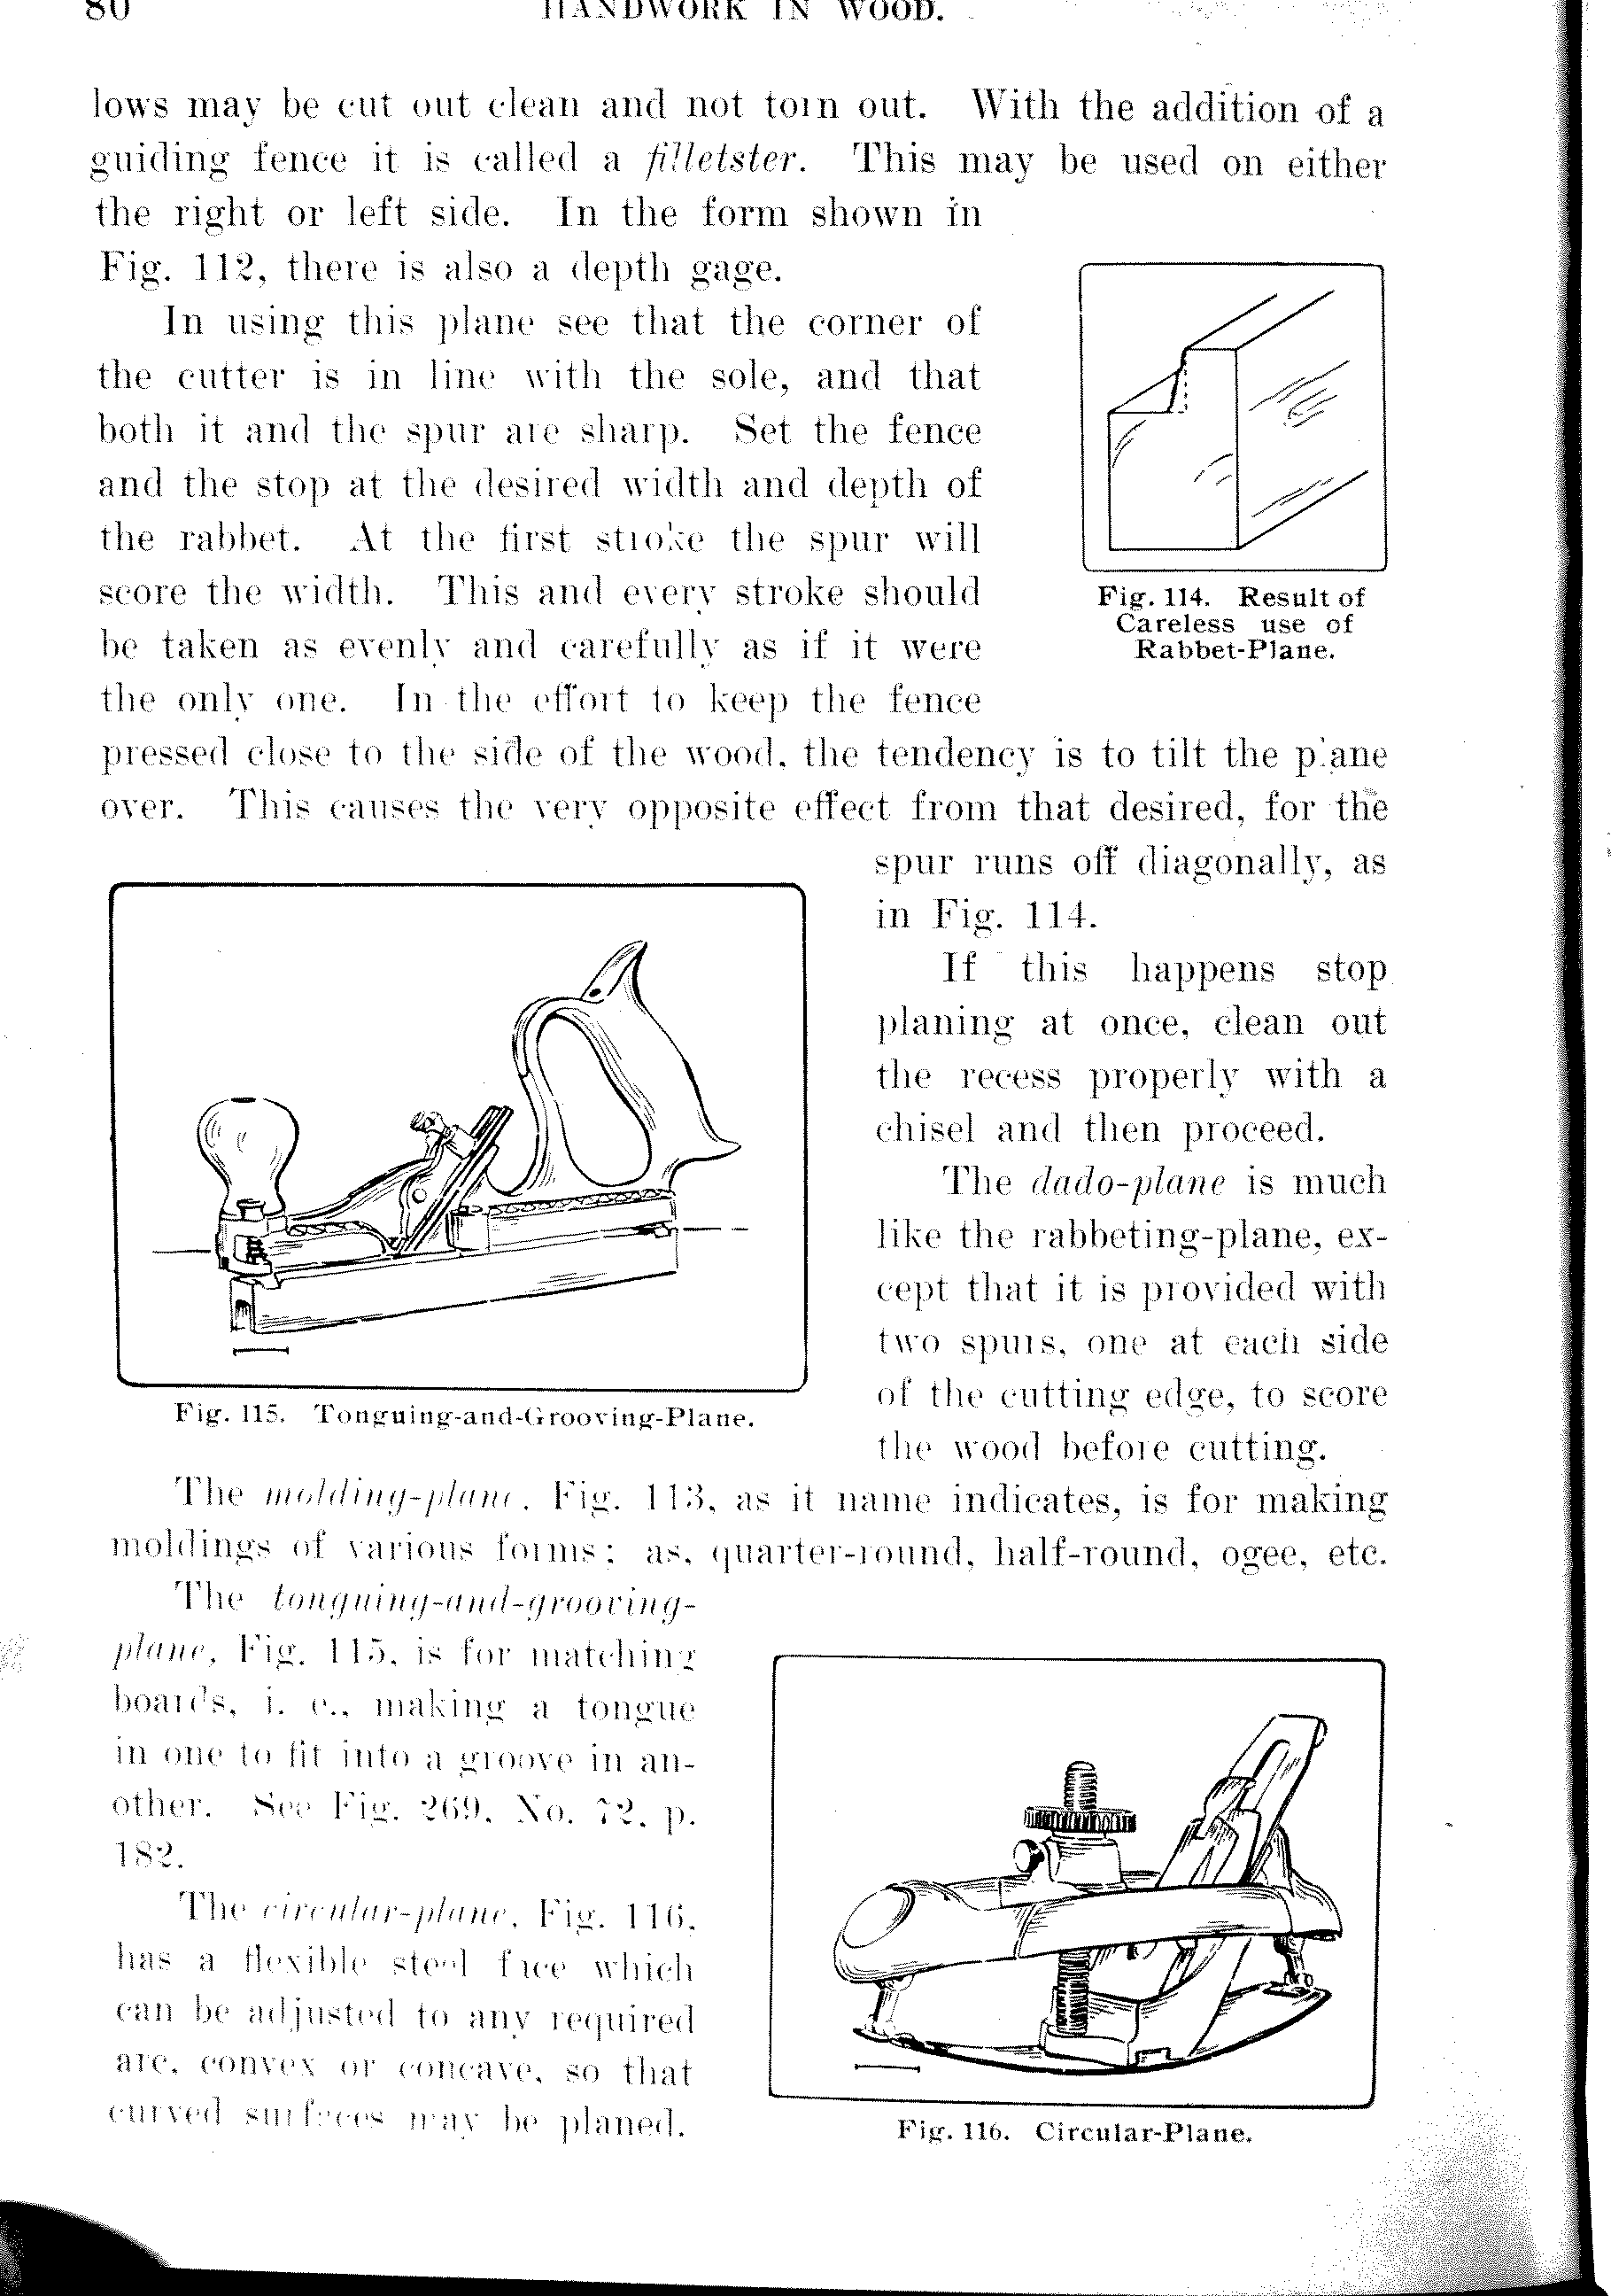 80 HANDWORK IN WOOD.
lows may be cut out clean and not torn out. With the addition of a
guiding fence it is called a filletster. This may be used on either
the right or left side. In the form shown in
Fig. 112, there is also a depth gage.
In using this plane see that the corner of
the cutter is in line with the sole, and that
both it and the spur are sharp. Set the fence
and the stop at the desired width and depth of
the rabbet. At the first stroke the spur will
score the width. This and every stroke should
be taken as evenly and carefully as if it were
the only one. In the effort to keep the fence
pressed close to the side of the wood, the tendency is to tilt the plane
over. This causes the very opposite effect from that desired, for the
spur runs off diagonally, as
in Fig. 114.
If this happens stop
planing at once, clean out
the recess properly with a
chisel and then proceed.
The dado-plane is much
like the rabbeting-plane, ex-
cept that it is provided with
two spurs, one at each side
of the cutting edge, to score
the wood before cutting.
Fig. 114. Result of
Careless use of
Rabbet-Plane.
Fig. 115. Tonguing-and-Grooving-Plane.
The molding-plane, Fig. 113, as it name indicates, is for making
moldings of various forms; as, quarter-round, half-round, ogee, etc.
The tonguing-and-grooving-
plane, Fig. 115, is for matching
boards, i. e., making a tongue
in one to fit into a groove in an-
other. See Fig. 269, No. 72, p.
182.
The circular-plane, Fig. 116,
has a flexible steel face which
can be adjusted to any required
arc, convex or concave, so that
curved surfaces may be planed.
Fig. 116. Circular-Plane.